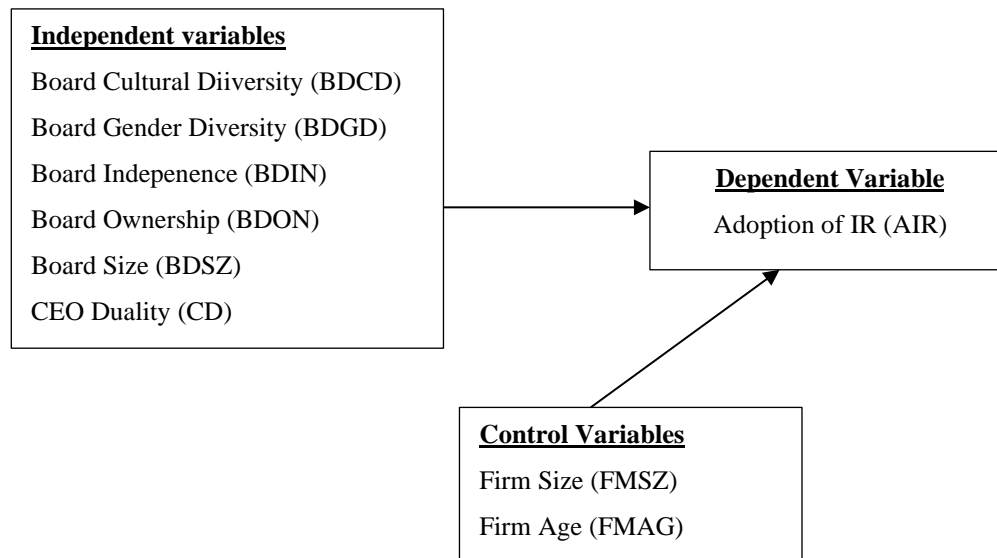 Independent variables
Board Cultural Diiversity (BDCD)
Board Gender Diversity (BDGD)
Board Indepenence (BDIN)
Board Ownership (BDON)
Board Size (BDSZ)
CEO Duality (CD)
Dependent Variable
Adoption of IR (AIR)
Control Variables
Firm Size (FMSZ)
Firm Age (FMAG)